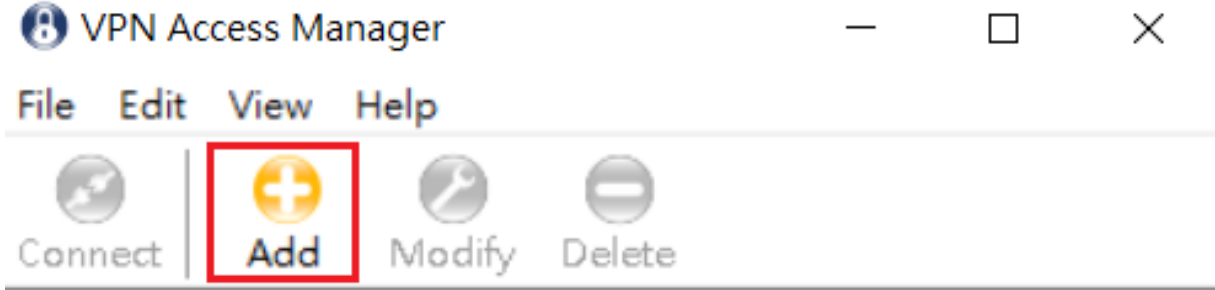 VPN Access Manager
File Edit View Help
Connect Add Modify Delete